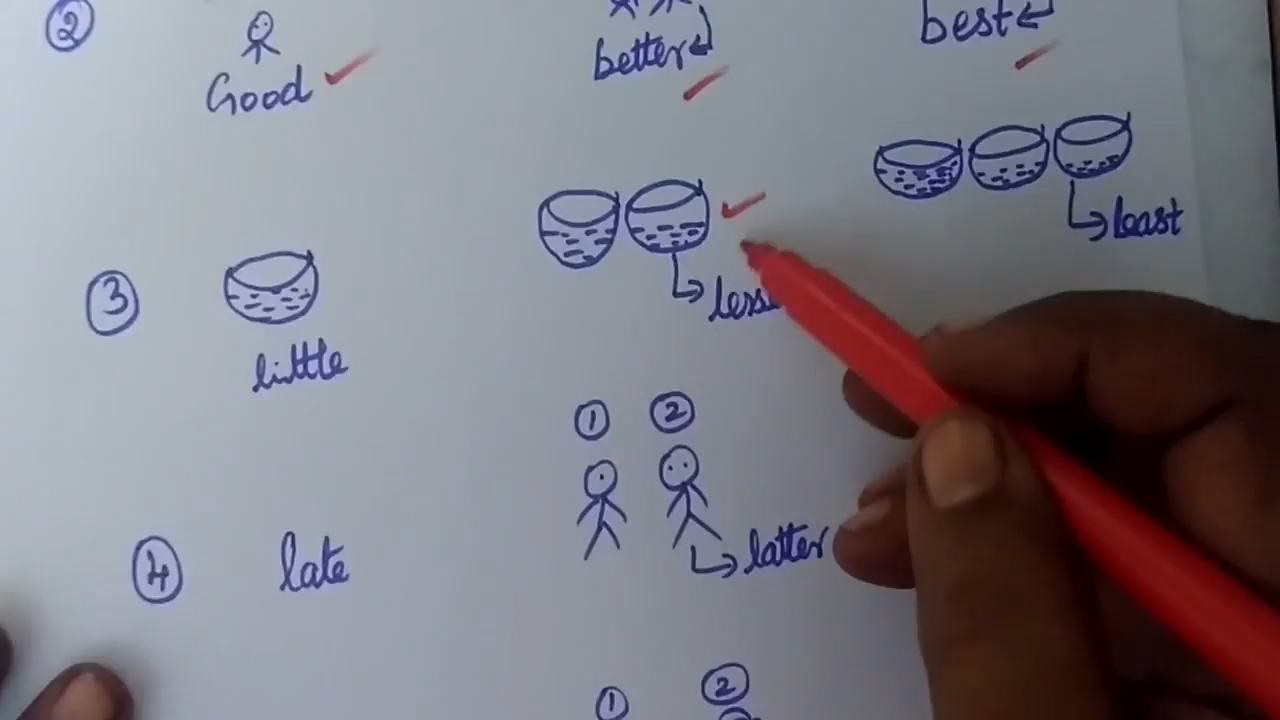 2
Good
better
best
3
little
less
least
4
late
1 2
latter
1 2